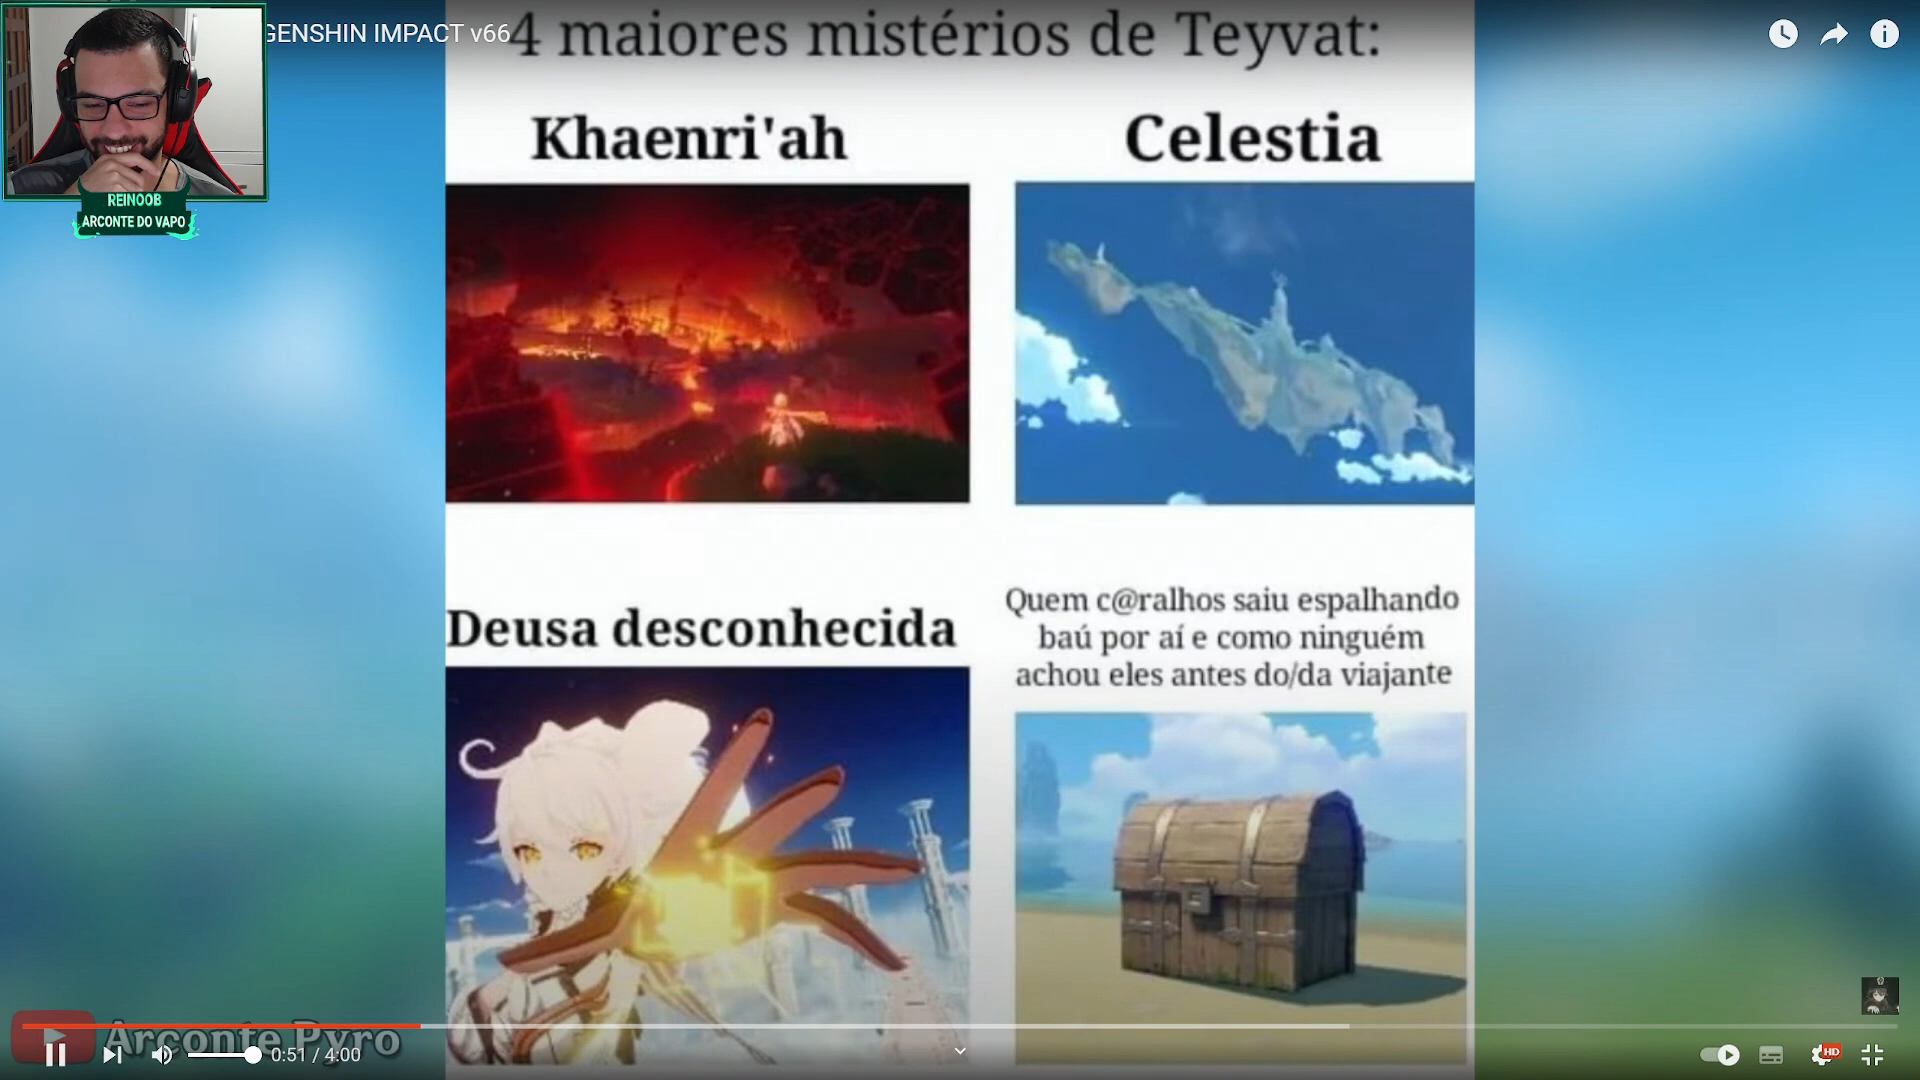 GENSHIN IMPACT v66
4 maiores mistérios de Teyvat:
Khaenri'ah
Celestia
REINOOB
ARCONTE DO VAPO
Deusa desconhecida
Quem c@ralhos saiu espalhando
baú por aí e como ninguém
achou eles antes do/da viajante
Arconte Pyro
0:51 / 4:00
HD